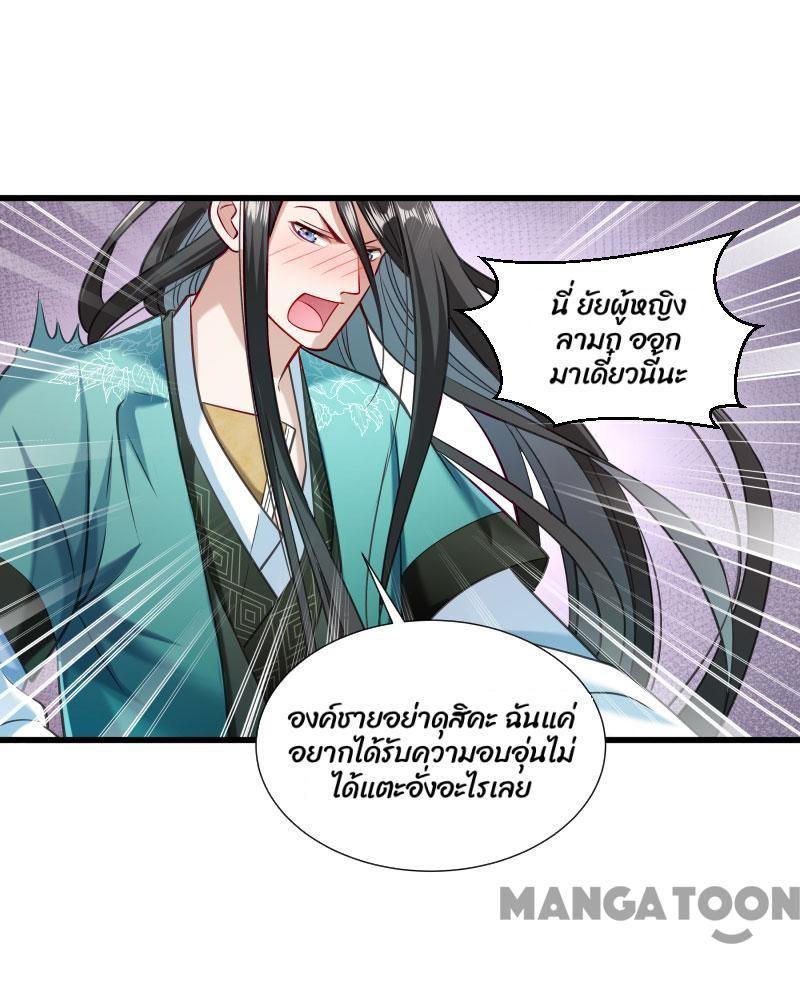 นี่ ยัยผู้หญิง
ลามก ออก
มาเดี๋ยวนี้นะ
องค์ชายอย่าดุสิคะ ฉันแค่
อยากได้รับความอบอุ่นไม่
ได้แตะอั่งอะไรเลย
MANGATOON